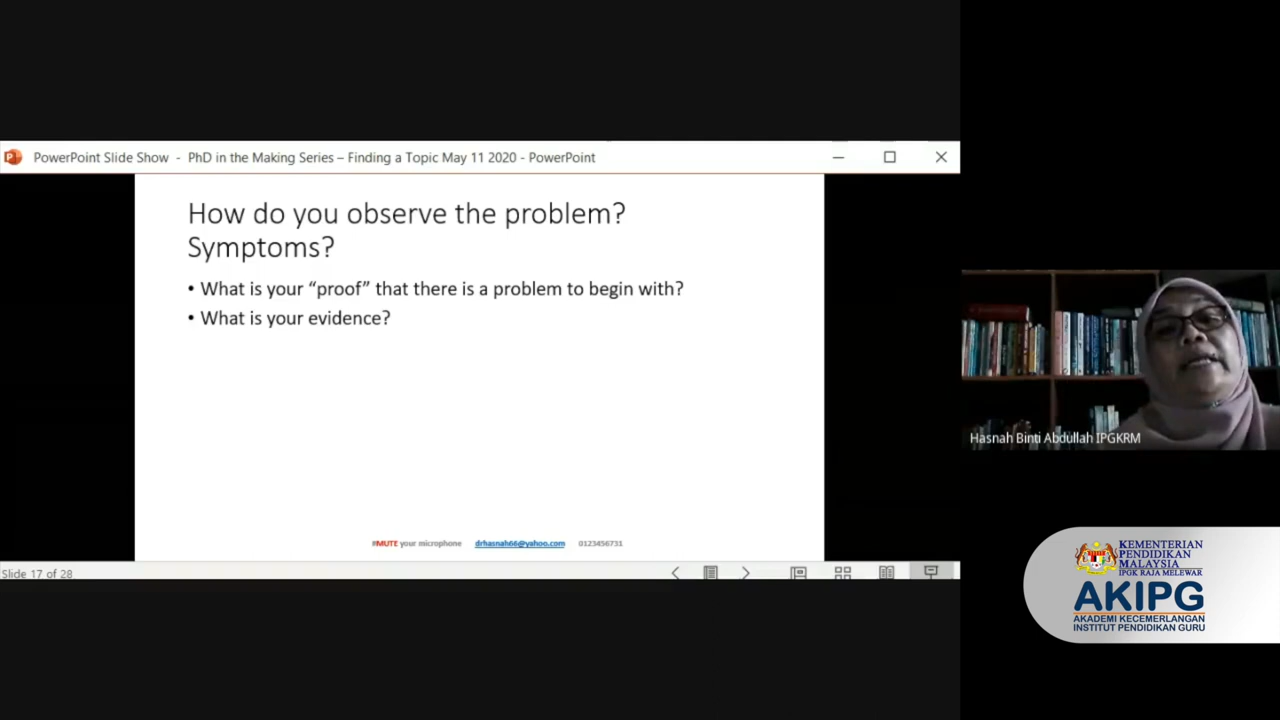 PowerPoint Slide Show - PhD in the Making Series – Finding a Topic May 11 2020 - PowerPoint
How do you observe the problem?
Symptoms?
• What is your “proof” that there is a problem to begin with?
• What is your evidence?
#MUTE your microphone drhasnah66@yahoo.com 0123456731
Slide 17 of 28
Hasnah Binti Abdullah IPGKRM
KEMENTERIAN
PENDIDIKAN
MALAYSIA
IPGK RAJA MELEWAR
AKIPG
AKADEMI KECEMERLANGAN
INSTITUT PENDIDIKAN GURU